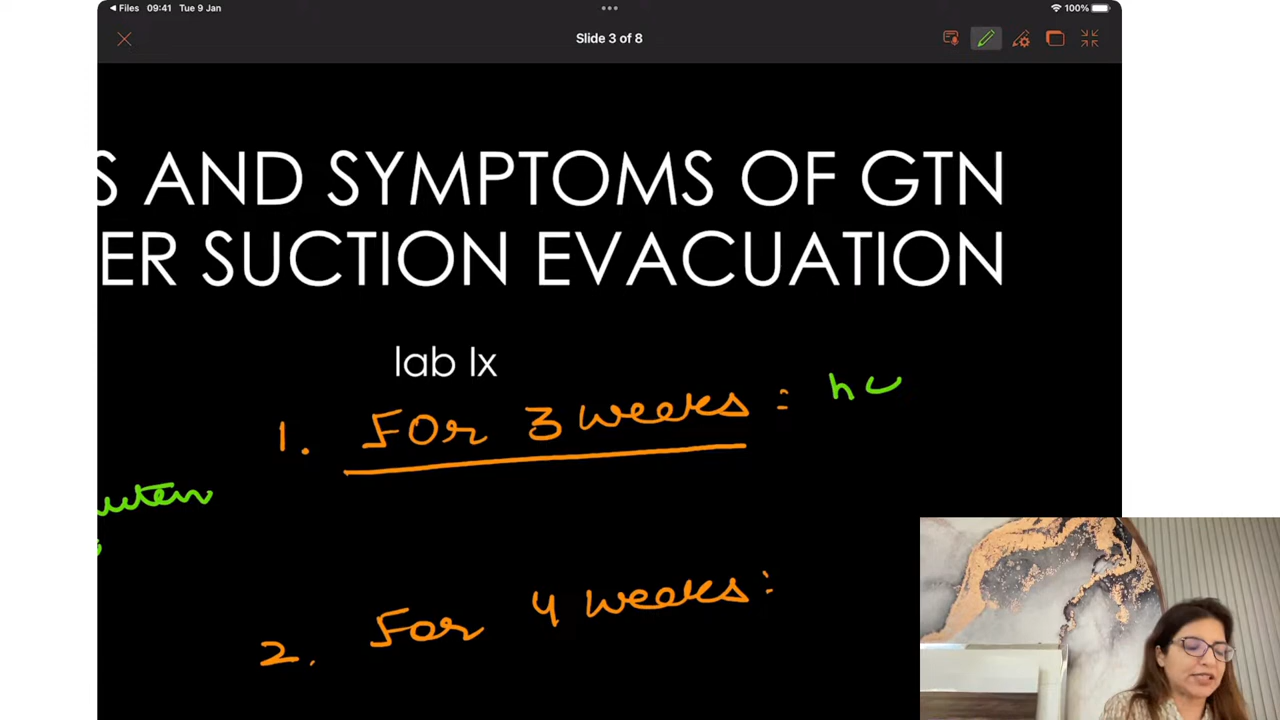 Files 09:41 Tue 9 Jan 100%
Slide 3 of 8
S AND SYMPTOMS OF GTN
ER SUCTION EVACUATION
lab Ix
1. For 3 weeks : hc
2. For 4 weeks :